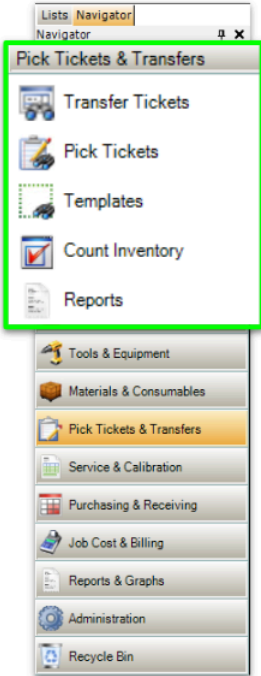 Lists Navigator
Navigator
Pick Tickets & Transfers
Transfer Tickets
Pick Tickets
Templates
Count Inventory
Reports
Tools & Equipment
Materials & Consumables
Pick Tickets & Transfers
Service & Calibration
Purchasing & Receiving
Job Cost & Billing
Reports & Graphs
Administration
Recycle Bin